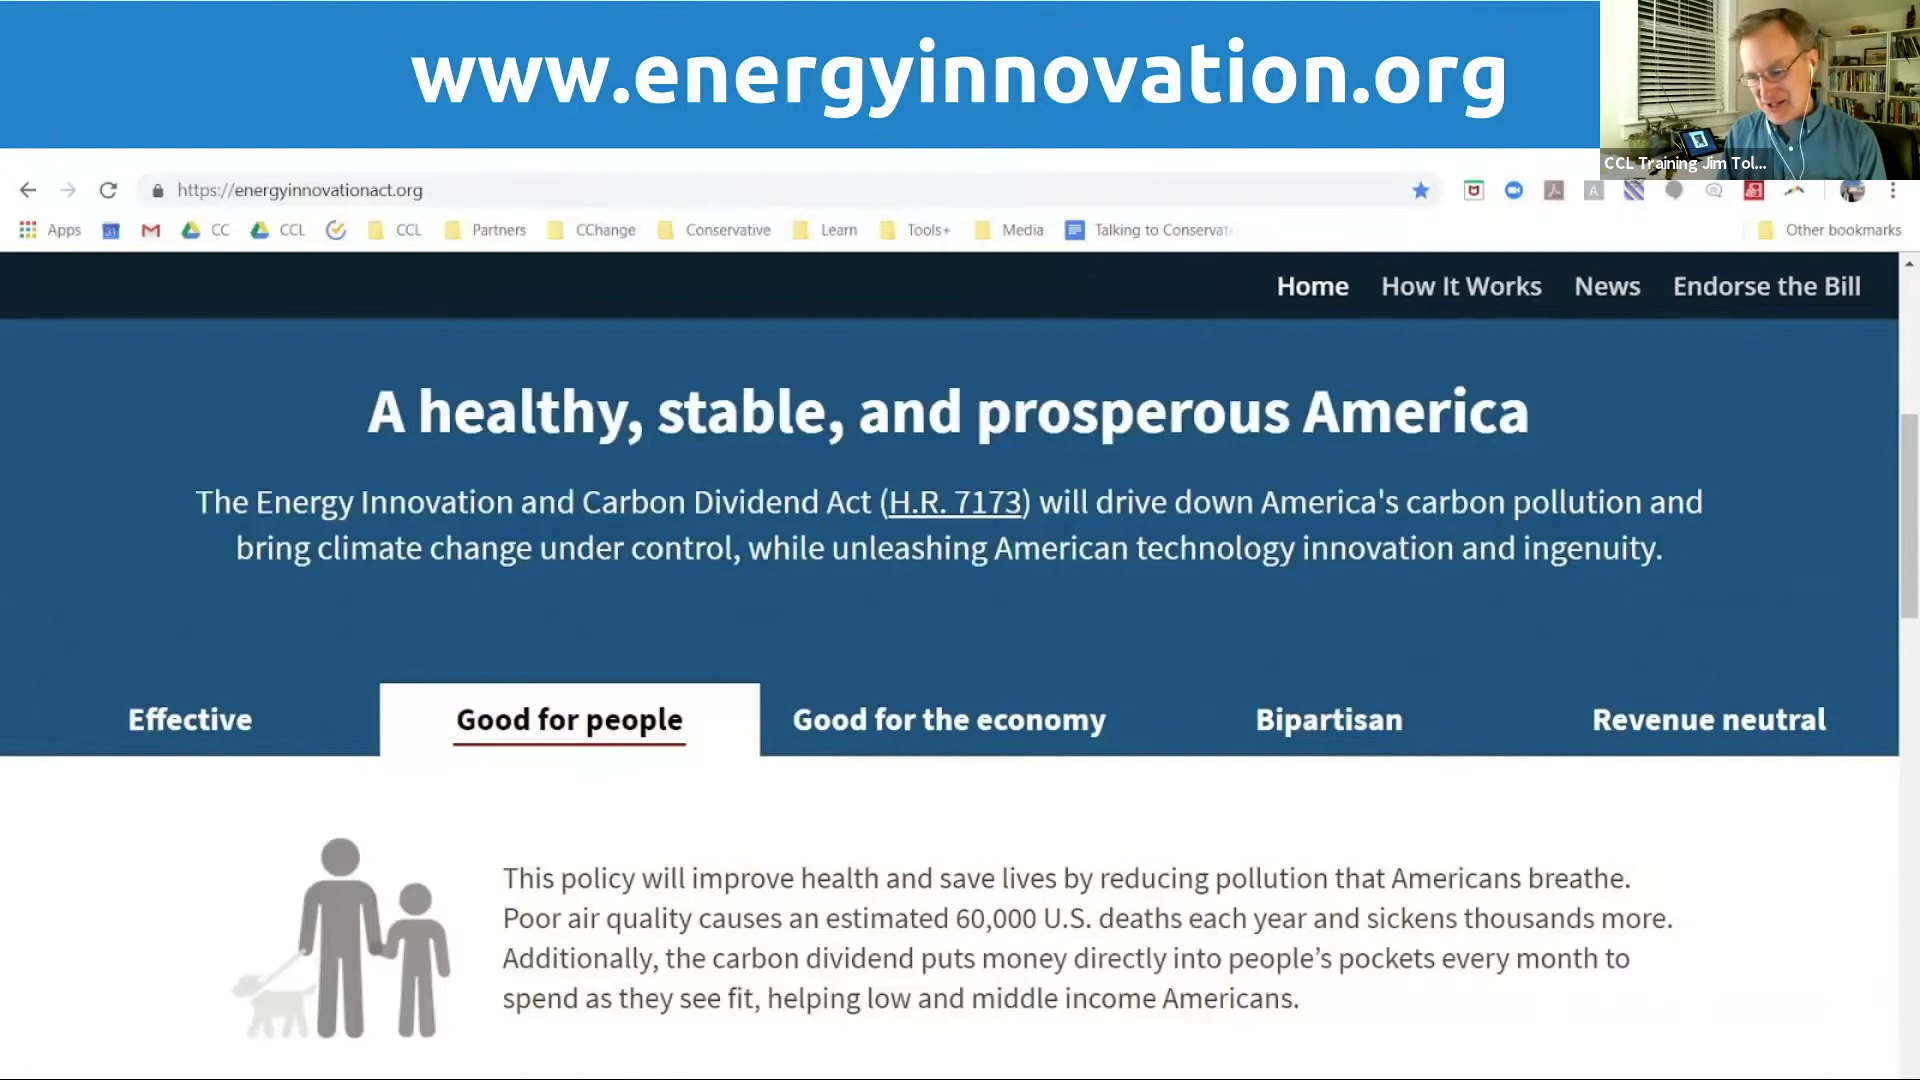 www.energyinnovation.org
CCL Training Jim Tol...
https://energyinnovationact.org
Apps CC CCL CCL Partners CChange Conservative Learn Tools+ Media Talking to Conservat Other bookmarks
Home How It Works News Endorse the Bill
A healthy, stable, and prosperous America
The Energy Innovation and Carbon Dividend Act (H.R. 7173) will drive down America's carbon pollution and
bring climate change under control, while unleashing American technology innovation and ingenuity.
Effective Good for people Good for the economy Bipartisan Revenue neutral
This policy will improve health and save lives by reducing pollution that Americans breathe.
Poor air quality causes an estimated 60,000 U.S. deaths each year and sickens thousands more.
Additionally, the carbon dividend puts money directly into people’s pockets every month to
spend as they see fit, helping low and middle income Americans.